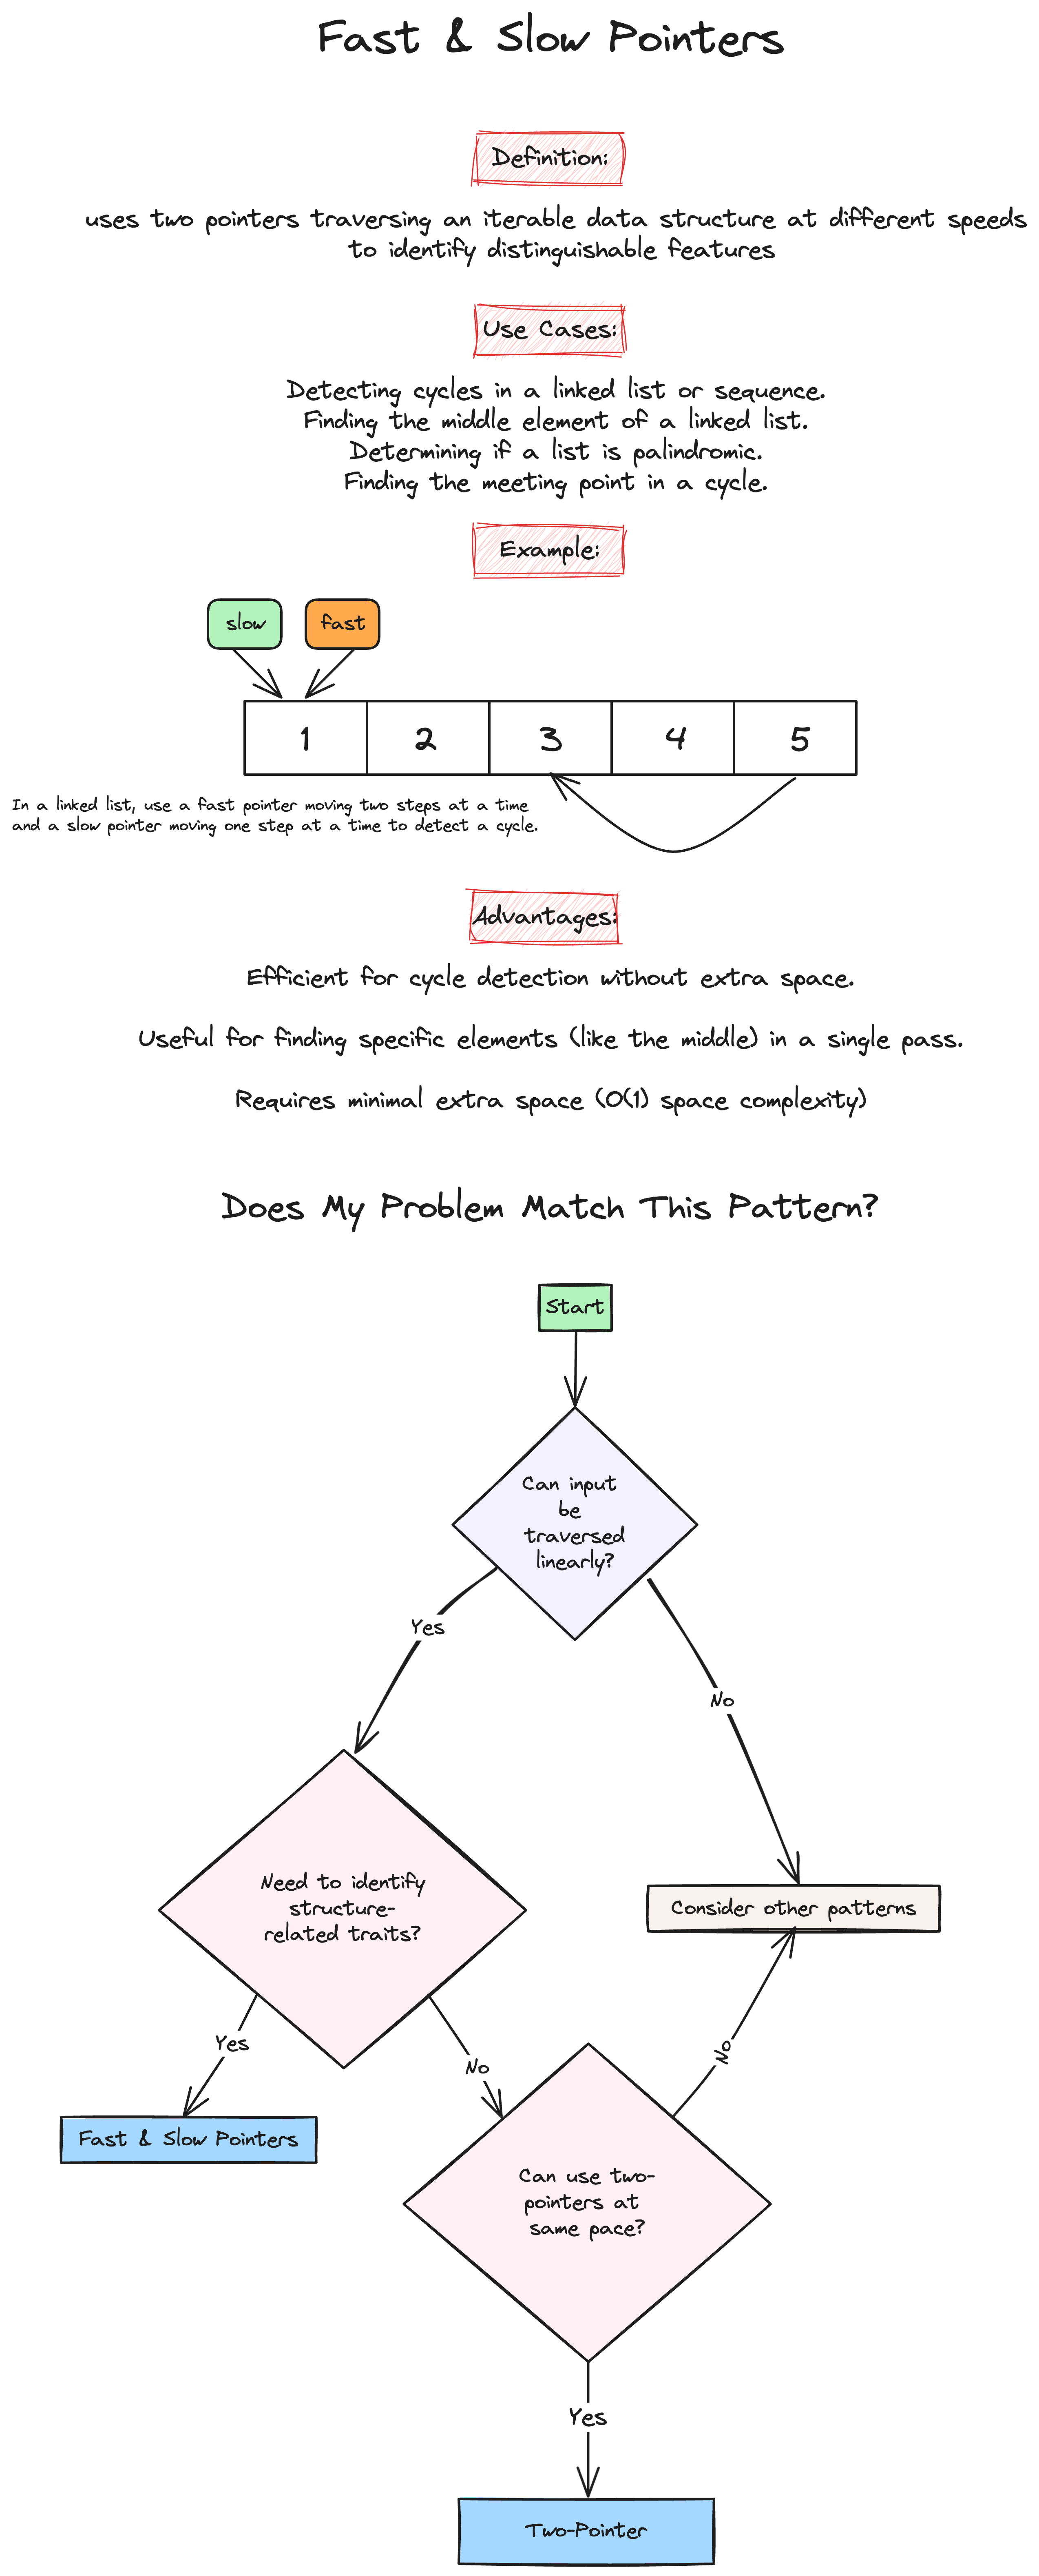 Fast & Slow Pointers
Definition:
uses two pointers traversing an iterable data structure at different speeds
to identify distinguishable features
Use Cases:
Detecting cycles in a linked list or sequence.
Finding the middle element of a linked list.
Determining if a list is palindromic.
Finding the meeting point in a cycle.
Example:
slow
fast
1
2
3
4
5
In a linked list, use a fast pointer moving two steps at a time
and a slow pointer moving one step at a time to detect a cycle.
Advantages:
Efficient for cycle detection without extra space.
Useful for finding specific elements (like the middle) in a single pass.
Requires minimal extra space (O(1) space complexity)
Does My Problem Match This Pattern?
Start
Can input
be
traversed
linearly?
Yes
No
Need to identify
structure-
related traits?
Consider other patterns
Yes
No
No
Fast & Slow Pointers
Can use two-
pointers at
same pace?
Yes
Two-Pointer